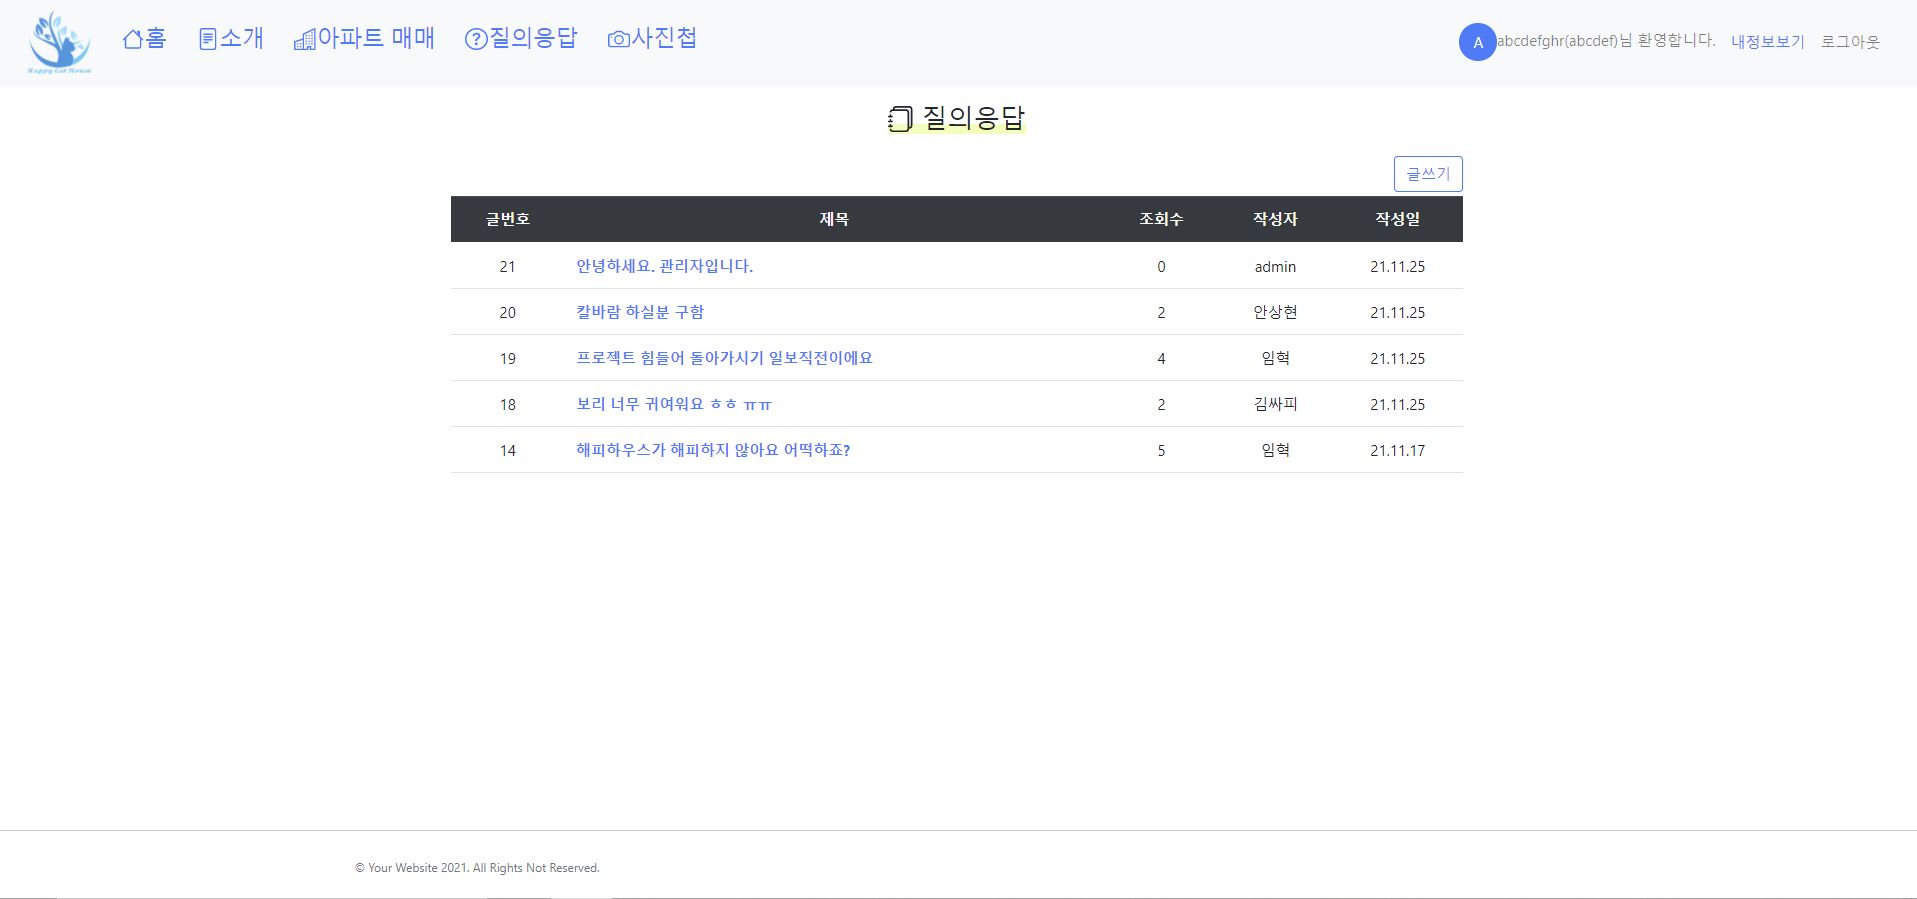 Happy Cat House
홈 소개 아파트 매매 질의응답 사진첩
A abcdefghr(abcdef)님 환영합니다. 내정보보기 로그아웃
질의응답
글쓰기
글번호 제목 조회수 작성자 작성일
21 안녕하세요. 관리자입니다. 0 admin 21.11.25
20 칼바람 하실분 구함 2 안상현 21.11.25
19 프로젝트 힘들어 돌아가시기 일보직전이에요 4 임혁 21.11.25
18 보리 너무 귀여워요 ㅎㅎ ㅠㅠ 2 김싸피 21.11.25
14 해피하우스가 해피하지 않아요 어떡하죠? 5 임혁 21.11.17
© Your Website 2021. All Rights Not Reserved.